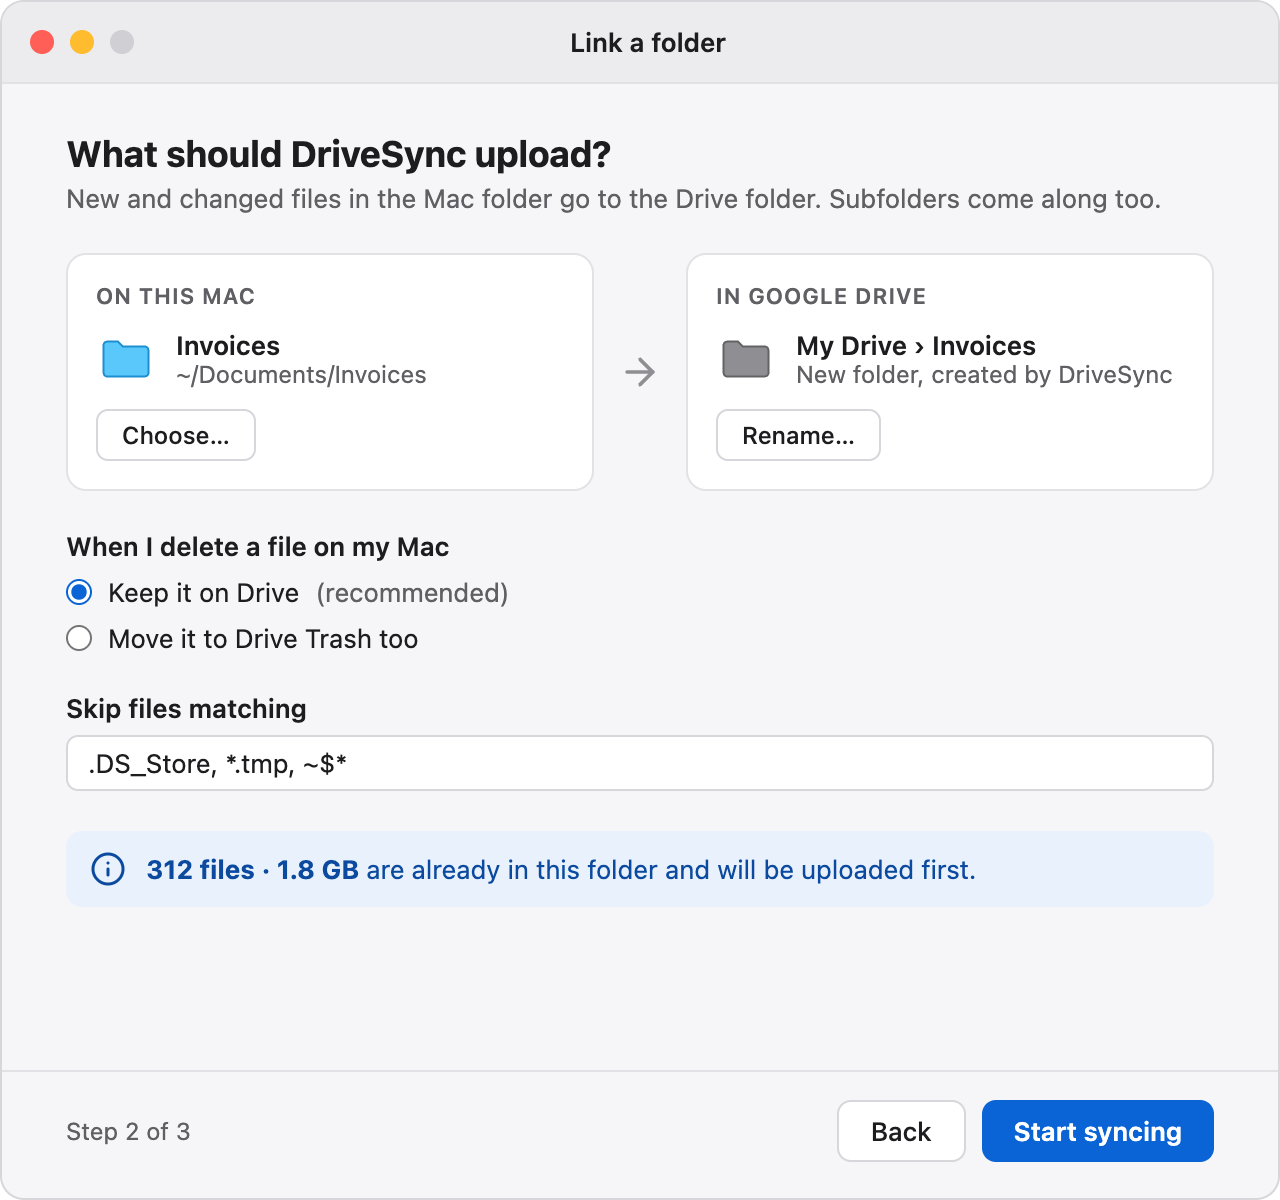 Link a folder
What should DriveSync upload?
New and changed files in the Mac folder go to the Drive folder. Subfolders come along too.
ON THIS MAC
Invoices
~/Documents/Invoices
Choose...
IN GOOGLE DRIVE
My Drive › Invoices
New folder, created by DriveSync
Rename...
When I delete a file on my Mac
Keep it on Drive (recommended)
Move it to Drive Trash too
Skip files matching
.DS_Store, *.tmp, ~$*
312 files · 1.8 GB are already in this folder and will be uploaded first.
Step 2 of 3
Back
Start syncing